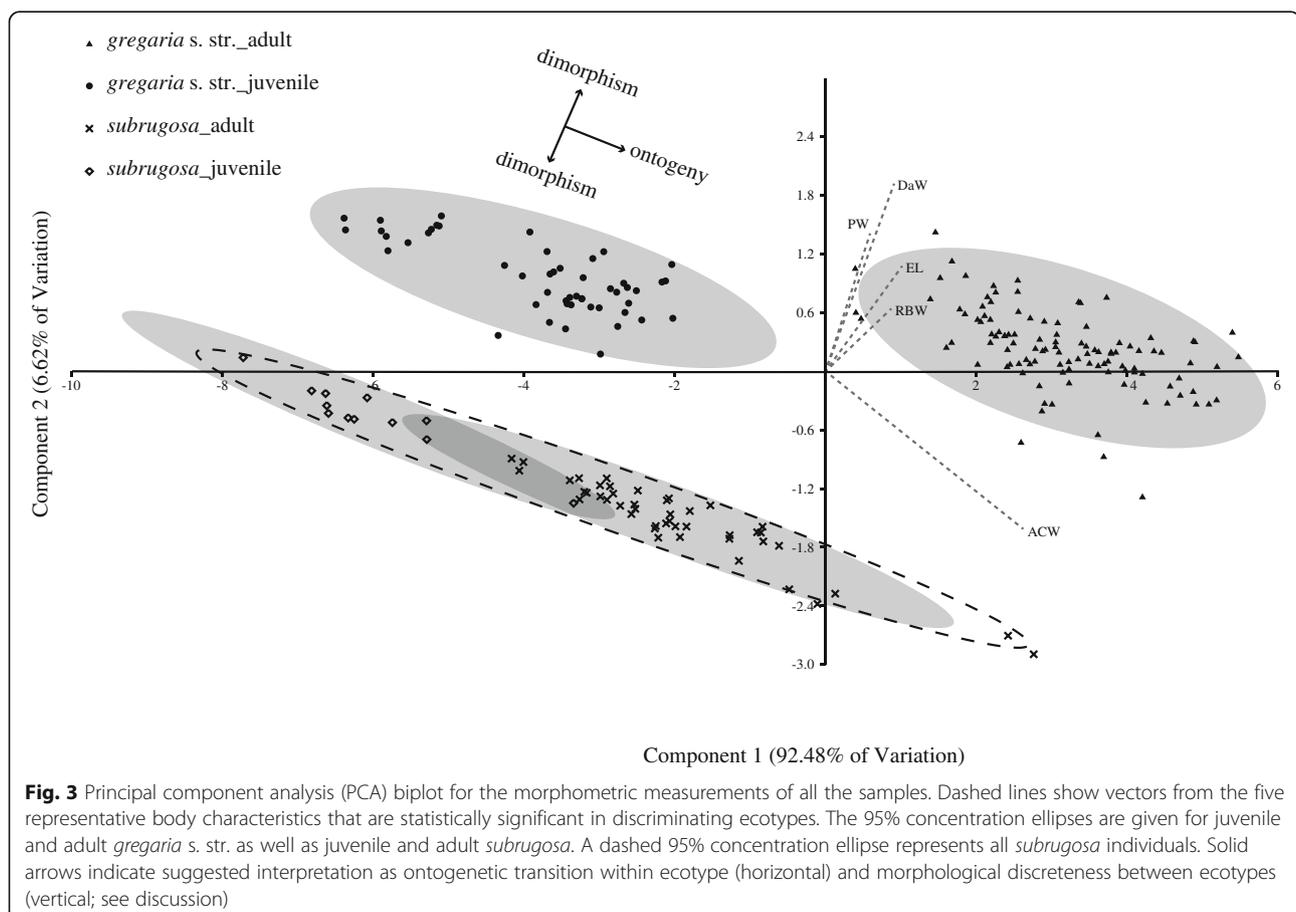 gregaria s. str._adult
gregaria s. str._juvenile
subrugosa_adult
subrugosa_juvenile
dimorphism
ontogeny
dimorphism
Component 2 (6.62% of Variation)
2.4
1.8
1.2
0.6
-0.6
-1.2
-1.8
-2.4
-3.0
-10
-8
-6
-4
-2
2
4
6
DaW
PW
EL
RBW
ACW
Component 1 (92.48% of Variation)
Fig. 3 Principal component analysis (PCA) biplot for the morphometric measurements of all the samples. Dashed lines show vectors from the five
representative body characteristics that are statistically significant in discriminating ecotypes. The 95% concentration ellipses are given for juvenile
and adult gregaria s. str. as well as juvenile and adult subrugosa. A dashed 95% concentration ellipse represents all subrugosa individuals. Solid
arrows indicate suggested interpretation as ontogenetic transition within ecotype (horizontal) and morphological discreteness between ecotypes
(vertical; see discussion)